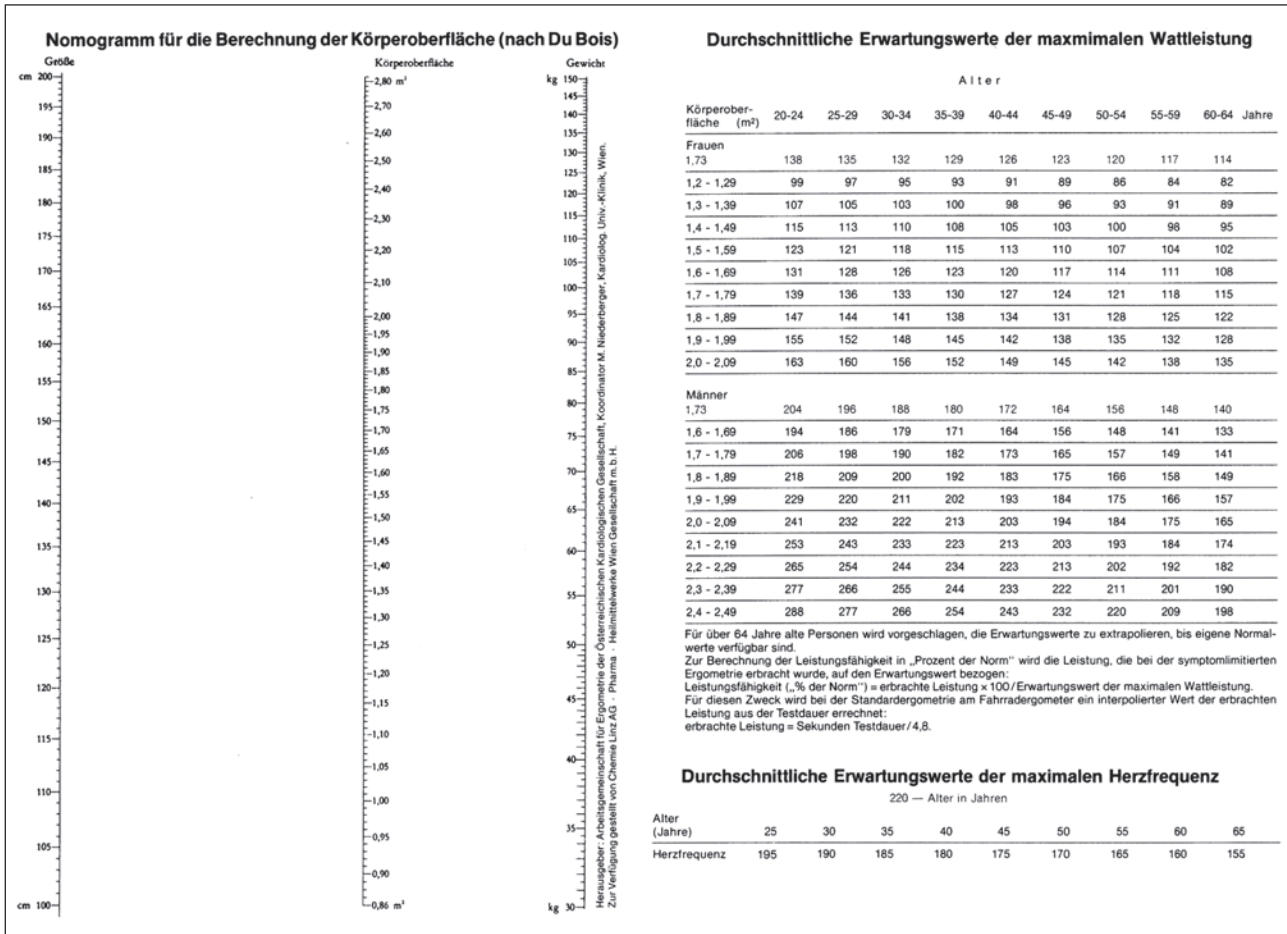 Nomogramm für die Berechnung der Körperoberfläche (nach Du Bois)
Größe
Körperoberfläche
Gewicht
cm 200
195
190
185
180
175
170
165
160
155
150
145
140
135
130
125
120
115
110
105
cm 100
2,80 m²
2,70
2,60
2,50
2,40
2,30
2,20
2,10
2,00
1,95
1,90
1,85
1,80
1,75
1,70
1,65
1,60
1,55
1,50
1,45
1,40
1,35
1,30
1,25
1,20
1,15
1,10
1,05
1,00
0,95
0,90
0,86 m²
kg 150
145
140
135
130
125
120
115
110
105
100
95
90
85
80
75
70
65
60
55
50
45
40
35
kg 30
Herausgeber: Arbeitsgemeinschaft für Ergometrie der Österreichischen Kardiologischen Gesellschaft, Koordinator M. Niederberger, Kardiolog. Univ.-Klinik, Wien.
Zur Verfügung gestellt von Chemie Linz AG · Pharma · Heilmittelwerke Wien Gesellschaft m. b. H.
Durchschnittliche Erwartungswerte der maxmimalen Wattleistung
Alter
Körperober-
fläche (m²) 20-24 25-29 30-34 35-39 40-44 45-49 50-54 55-59 60-64 Jahre
Frauen
1,73 138 135 132 129 126 123 120 117 114
1,2 - 1,29 99 97 95 93 91 89 86 84 82
1,3 - 1,39 107 105 103 100 98 96 93 91 89
1,4 - 1,49 115 113 110 108 105 103 100 98 95
1,5 - 1,59 123 121 118 115 113 110 107 104 102
1,6 - 1,69 131 128 126 123 120 117 114 111 108
1,7 - 1,79 139 136 133 130 127 124 121 118 115
1,8 - 1,89 147 144 141 138 134 131 128 125 122
1,9 - 1,99 155 152 148 145 142 138 135 132 128
2,0 - 2,09 163 160 156 152 149 145 142 138 135
Männer
1,73 204 196 188 180 172 164 156 148 140
1,6 - 1,69 194 186 179 171 164 156 148 141 133
1,7 - 1,79 206 198 190 182 173 165 157 149 141
1,8 - 1,89 218 209 200 192 183 175 166 158 149
1,9 - 1,99 229 220 211 202 193 184 175 166 157
2,0 - 2,09 241 232 222 213 203 194 184 175 165
2,1 - 2,19 253 243 233 223 213 203 193 184 174
2,2 - 2,29 265 254 244 234 223 213 202 192 182
2,3 - 2,39 277 266 255 244 233 222 211 201 190
2,4 - 2,49 288 277 266 254 243 232 220 209 198
Für über 64 Jahre alte Personen wird vorgeschlagen, die Erwartungswerte zu extrapolieren, bis eigene Normal-
werte verfügbar sind.
Zur Berechnung der Leistungsfähigkeit in „Prozent der Norm“ wird die Leistung, die bei der symptomlimitierten
Ergometrie erbracht wurde, auf den Erwartungswert bezogen:
Leistungsfähigkeit („% der Norm“) = erbrachte Leistung × 100/Erwartungswert der maximalen Wattleistung.
Für diesen Zweck wird bei der Standardergometrie am Fahrradergometer ein interpolierter Wert der erbrachten
Leistung aus der Testdauer errechnet:
erbrachte Leistung = Sekunden Testdauer/4,8.
Durchschnittliche Erwartungswerte der maximalen Herzfrequenz
220 — Alter in Jahren
Alter
(Jahre) 25 30 35 40 45 50 55 60 65
Herzfrequenz 195 190 185 180 175 170 165 160 155